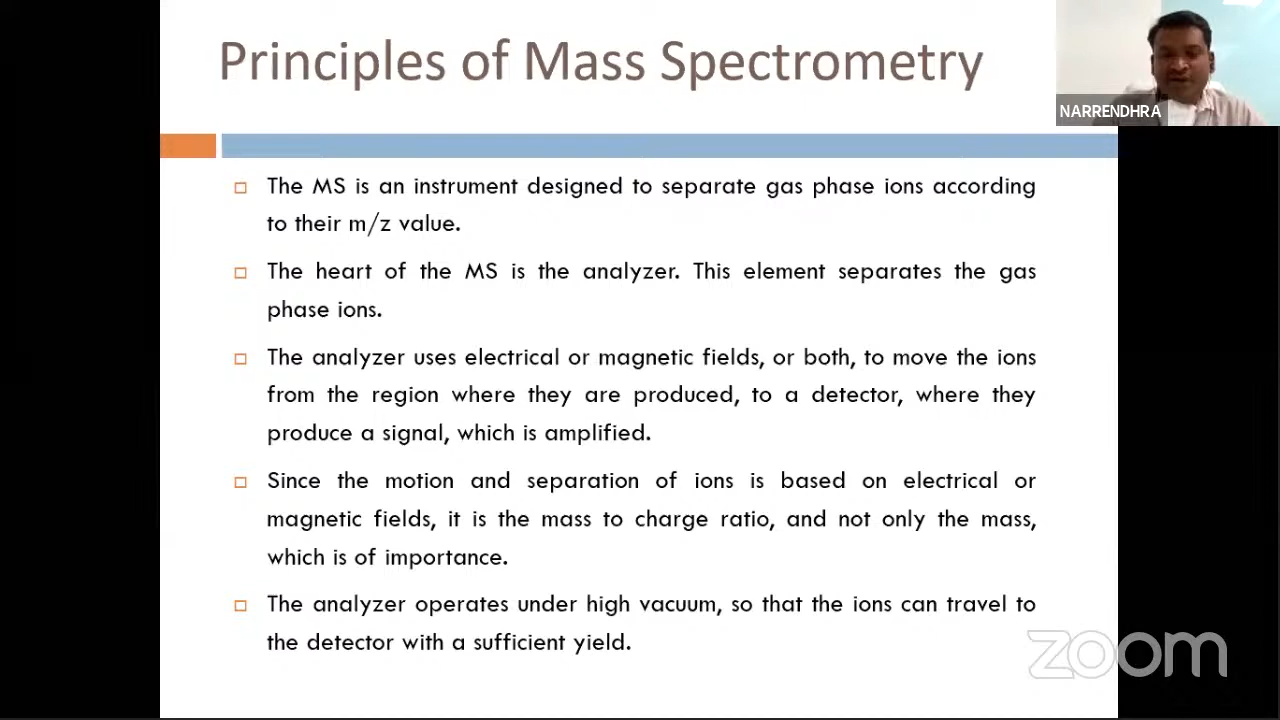 Principles of Mass Spectrometry
NARRENDHRA
The MS is an instrument designed to separate gas phase ions according
to their m/z value.
The heart of the MS is the analyzer. This element separates the gas
phase ions.
The analyzer uses electrical or magnetic fields, or both, to move the ions
from the region where they are produced, to a detector, where they
produce a signal, which is amplified.
Since the motion and separation of ions is based on electrical or
magnetic fields, it is the mass to charge ratio, and not only the mass,
which is of importance.
The analyzer operates under high vacuum, so that the ions can travel to
the detector with a sufficient yield.
zoom